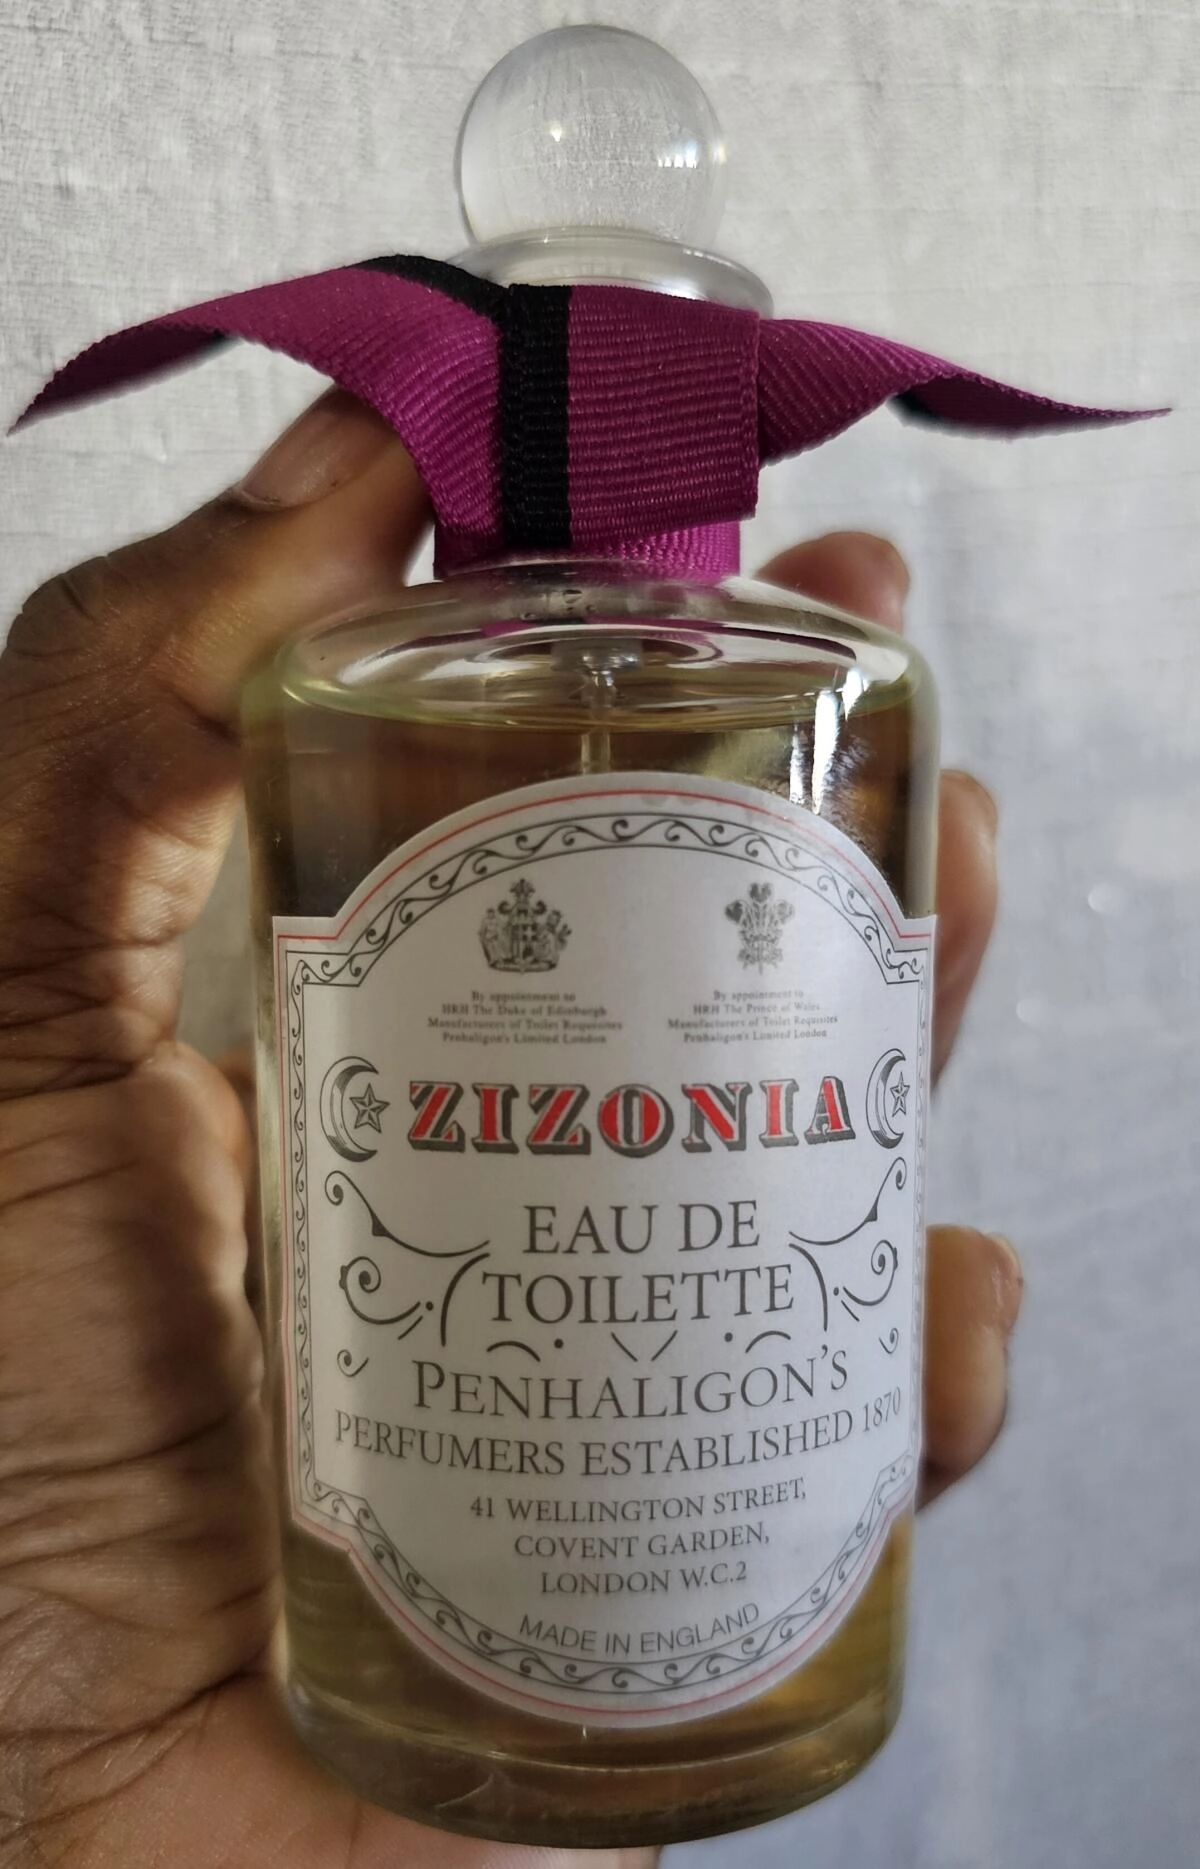 By appointment to
HRH The Duke of Edinburgh
Manufacturers of Toilet Requisites
Penhaligon's Limited London
By appointment to
HRH The Prince of Wales
Manufacturers of Toilet Requisites
Penhaligon's Limited London
ZIZONIA
EAU DE
TOILETTE
PENHALIGON'S
PERFUMERS ESTABLISHED 1870
41 WELLINGTON STREET,
COVENT GARDEN,
LONDON W.C.2
MADE IN ENGLAND